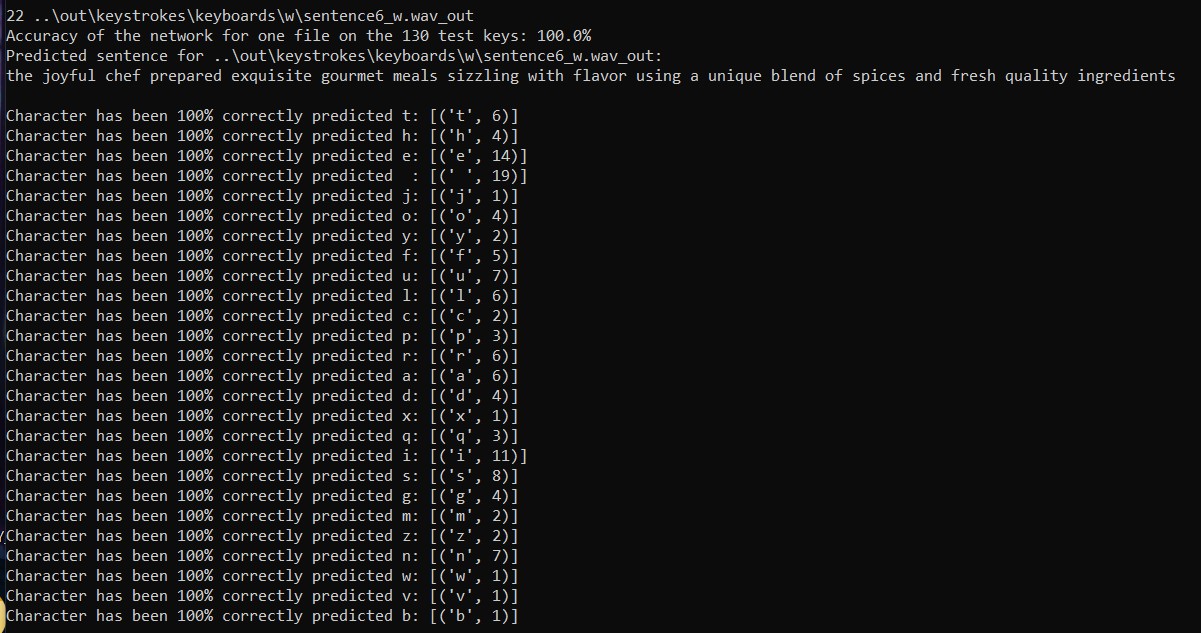 22 ..\out\keystrokes\keyboards\w\sentence6_w.wav_out
Accuracy of the network for one file on the 130 test keys: 100.0%
Predicted sentence for ..\out\keystrokes\keyboards\w\sentence6_w.wav_out:
the joyful chef prepared exquisite gourmet meals sizzling with flavor using a unique blend of spices and fresh quality ingredients
Character has been 100% correctly predicted t: [('t', 6)]
Character has been 100% correctly predicted h: [('h', 4)]
Character has been 100% correctly predicted e: [('e', 14)]
Character has been 100% correctly predicted  : [(' ', 19)]
Character has been 100% correctly predicted j: [('j', 1)]
Character has been 100% correctly predicted o: [('o', 4)]
Character has been 100% correctly predicted y: [('y', 2)]
Character has been 100% correctly predicted f: [('f', 5)]
Character has been 100% correctly predicted u: [('u', 7)]
Character has been 100% correctly predicted l: [('l', 6)]
Character has been 100% correctly predicted c: [('c', 2)]
Character has been 100% correctly predicted p: [('p', 3)]
Character has been 100% correctly predicted r: [('r', 6)]
Character has been 100% correctly predicted a: [('a', 6)]
Character has been 100% correctly predicted d: [('d', 4)]
Character has been 100% correctly predicted x: [('x', 1)]
Character has been 100% correctly predicted q: [('q', 3)]
Character has been 100% correctly predicted i: [('i', 11)]
Character has been 100% correctly predicted s: [('s', 8)]
Character has been 100% correctly predicted g: [('g', 4)]
Character has been 100% correctly predicted m: [('m', 2)]
Character has been 100% correctly predicted z: [('z', 2)]
Character has been 100% correctly predicted n: [('n', 7)]
Character has been 100% correctly predicted w: [('w', 1)]
Character has been 100% correctly predicted v: [('v', 1)]
Character has been 100% correctly predicted b: [('b', 1)]